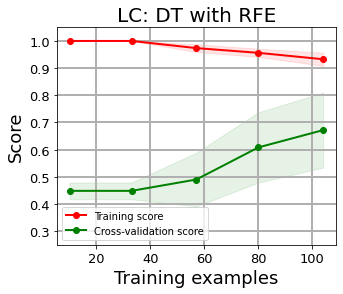 LC: DT with RFE
Score
1.0
0.9
0.8
0.7
0.6
0.5
0.4
0.3
Training score
Cross-validation score
20 40 60 80 100
Training examples